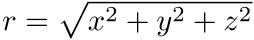 r = √x² + y² + z²